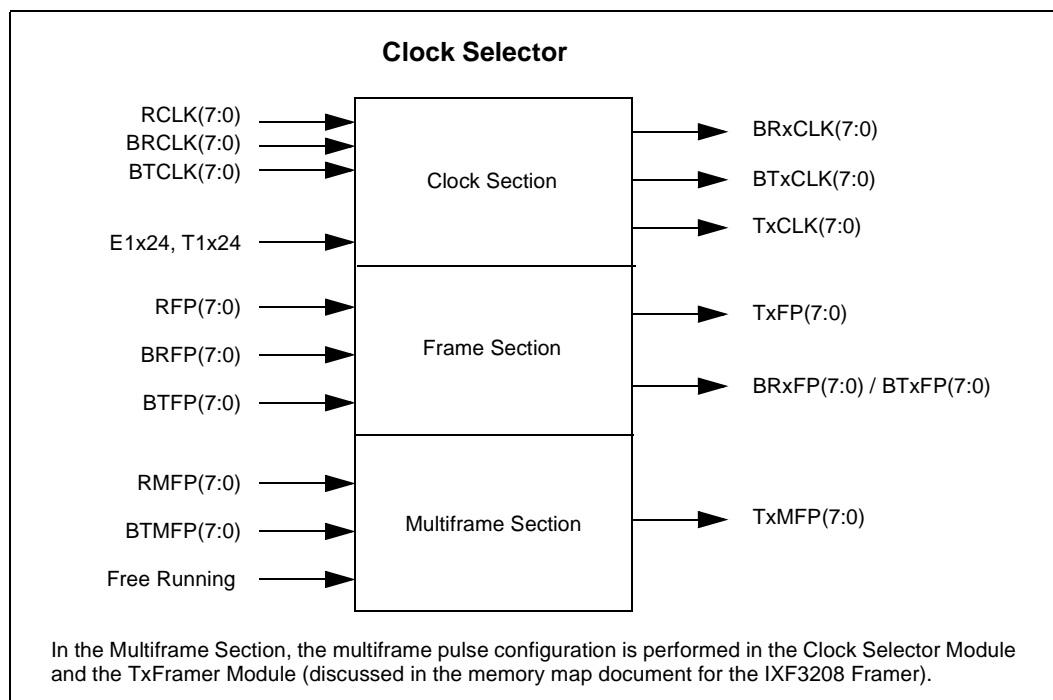 Clock Selector
RCLK(7:0)
BRCLK(7:0)
BTCLK(7:0)
E1x24, T1x24
Clock Section
BRxCLK(7:0)
BTxCLK(7:0)
TxCLK(7:0)
RFP(7:0)
BRFP(7:0)
BTFP(7:0)
Frame Section
TxFP(7:0)
BRxFP(7:0) / BTxFP(7:0)
RMFP(7:0)
BTMFP(7:0)
Free Running
Multiframe Section
TxMFP(7:0)
In the Multiframe Section, the multiframe pulse configuration is performed in the Clock Selector Module
and the TxFramer Module (discussed in the memory map document for the IXF3208 Framer).